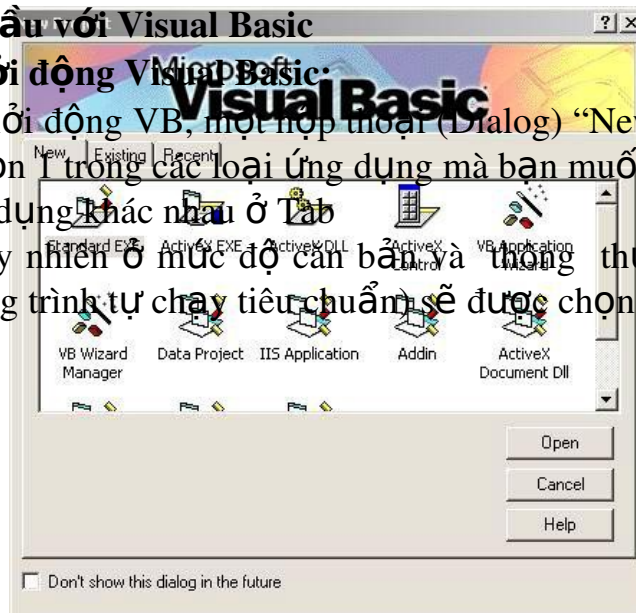 ầu với Visual Basic
ởi động Visual Basic:
Microsoft
Visual Basic
ởi động VB, một hộp thoại (Dialog) “New
New Existing Recent
ọn 1 trong các loại ứng dụng mà bạn muố
dụng khác nhau ở Tab
Standard EXE ActiveX EXE ActiveX DLL ActiveX Control VB Application Wizard
y nhiên ở mức độ căn bản và thông thư
ng trình tự chạy tiêu chuẩn) sẽ được chọn
VB Wizard Manager Data Project IIS Application Addin ActiveX Document Dll
Open
Cancel
Help
Don't show this dialog in the future